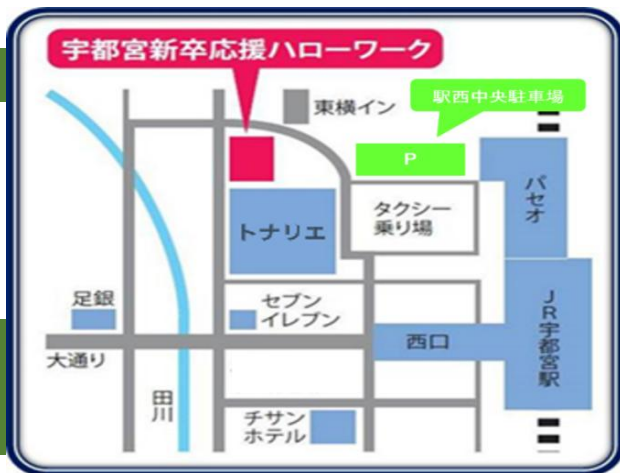 宇都宮新卒応援ハローワーク
東横イン
駅西中央駐車場
P
パセオ
タクシー
乗り場
トナリエ
足銀
セブン
イレブン
JR宇都宮駅
西口
大通り
田川
チサン
ホテル